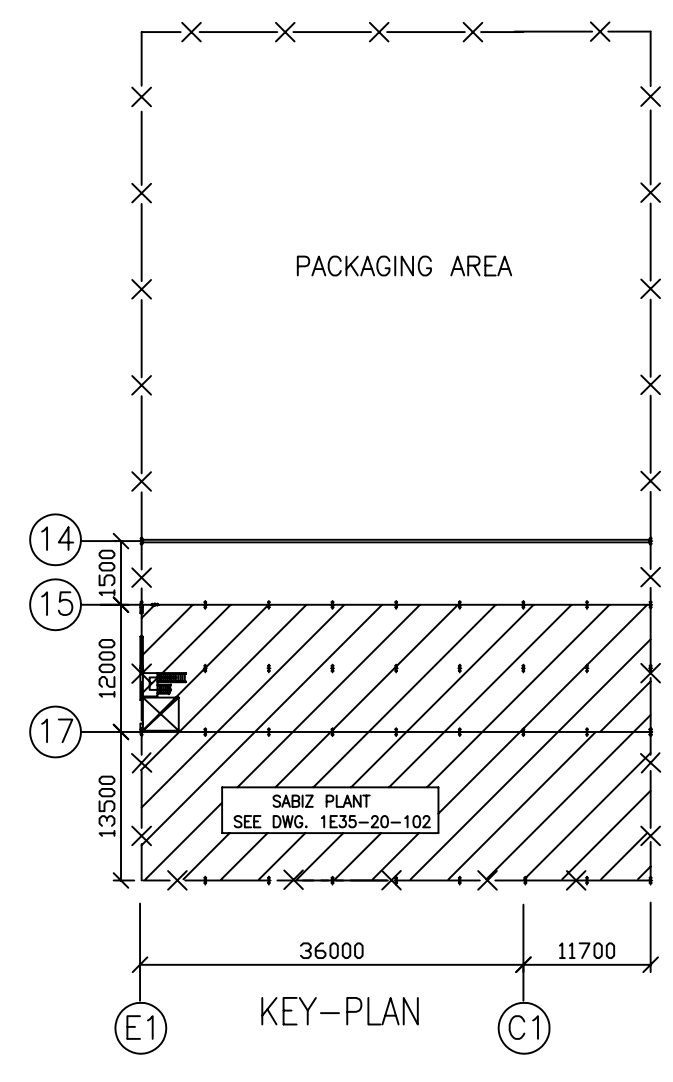 PACKAGING AREA
14
1500
15
12000
17
13500
SABIZ PLANT
SEE DWG. 1E35-20-102
36000
11700
E1
KEY-PLAN
C1